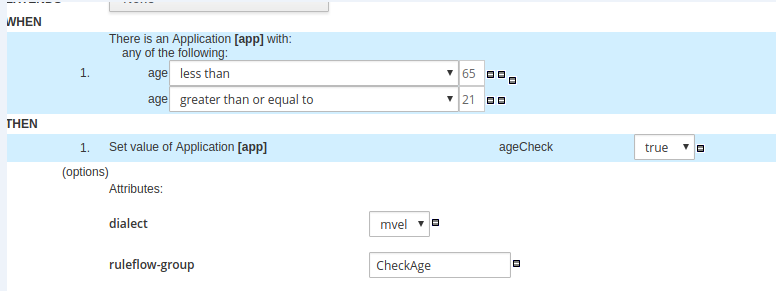 WHEN
There is an Application [app] with:
any of the following:
1. age less than 65
age greater than or equal to 21
THEN
1. Set value of Application [app] ageCheck true
(options)
Attributes:
dialect mvel
ruleflow-group CheckAge